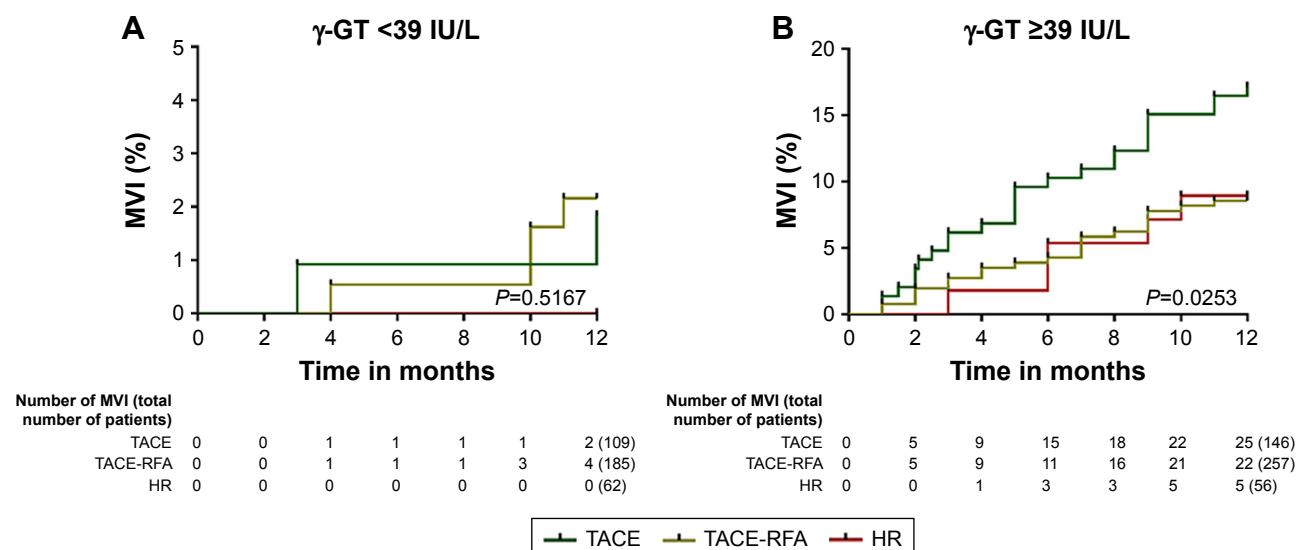 A
γ-GT <39 IU/L
5
4
3
2
1
0
MVI (%)
P=0.5167
0 2 4 6 8 10 12
Time in months
Number of MVI (total
number of patients)
TACE 0 0 1 1 1 1 2 (109)
TACE-RFA 0 0 1 1 1 3 4 (185)
HR 0 0 0 0 0 0 0 (62)
B
γ-GT ≥39 IU/L
20
15
10
5
0
MVI (%)
P=0.0253
0 2 4 6 8 10 12
Time in months
Number of MVI (total
number of patients)
TACE 0 5 9 15 18 22 25 (146)
TACE-RFA 0 5 9 11 16 21 22 (257)
HR 0 0 1 3 3 5 5 (56)
TACE TACE-RFA HR